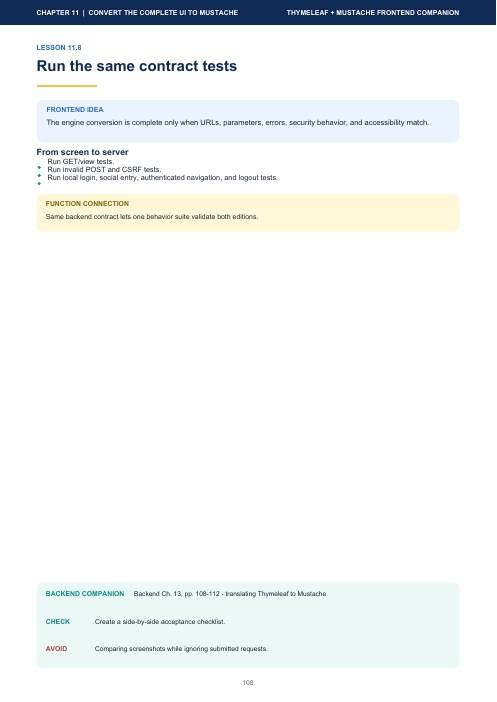 CHAPTER 11 | CONVERT THE COMPLETE UI TO MUSTACHE THYMELEAF + MUSTACHE FRONTEND COMPANION
LESSON 11.8
Run the same contract tests
FRONTEND IDEA
The engine conversion is complete only when URLs, parameters, errors, security behavior, and accessibility match.
From screen to server
Run GET/view tests.
Run invalid POST and CSRF tests.
Run local login, social entry, authenticated navigation, and logout tests.
FUNCTION CONNECTION
Same backend contract lets one behavior suite validate both editions.
BACKEND COMPANION Backend Ch. 13, pp. 108-112 - translating Thymeleaf to Mustache
CHECK Create a side-by-side acceptance checklist.
AVOID Comparing screenshots while ignoring submitted requests.
108